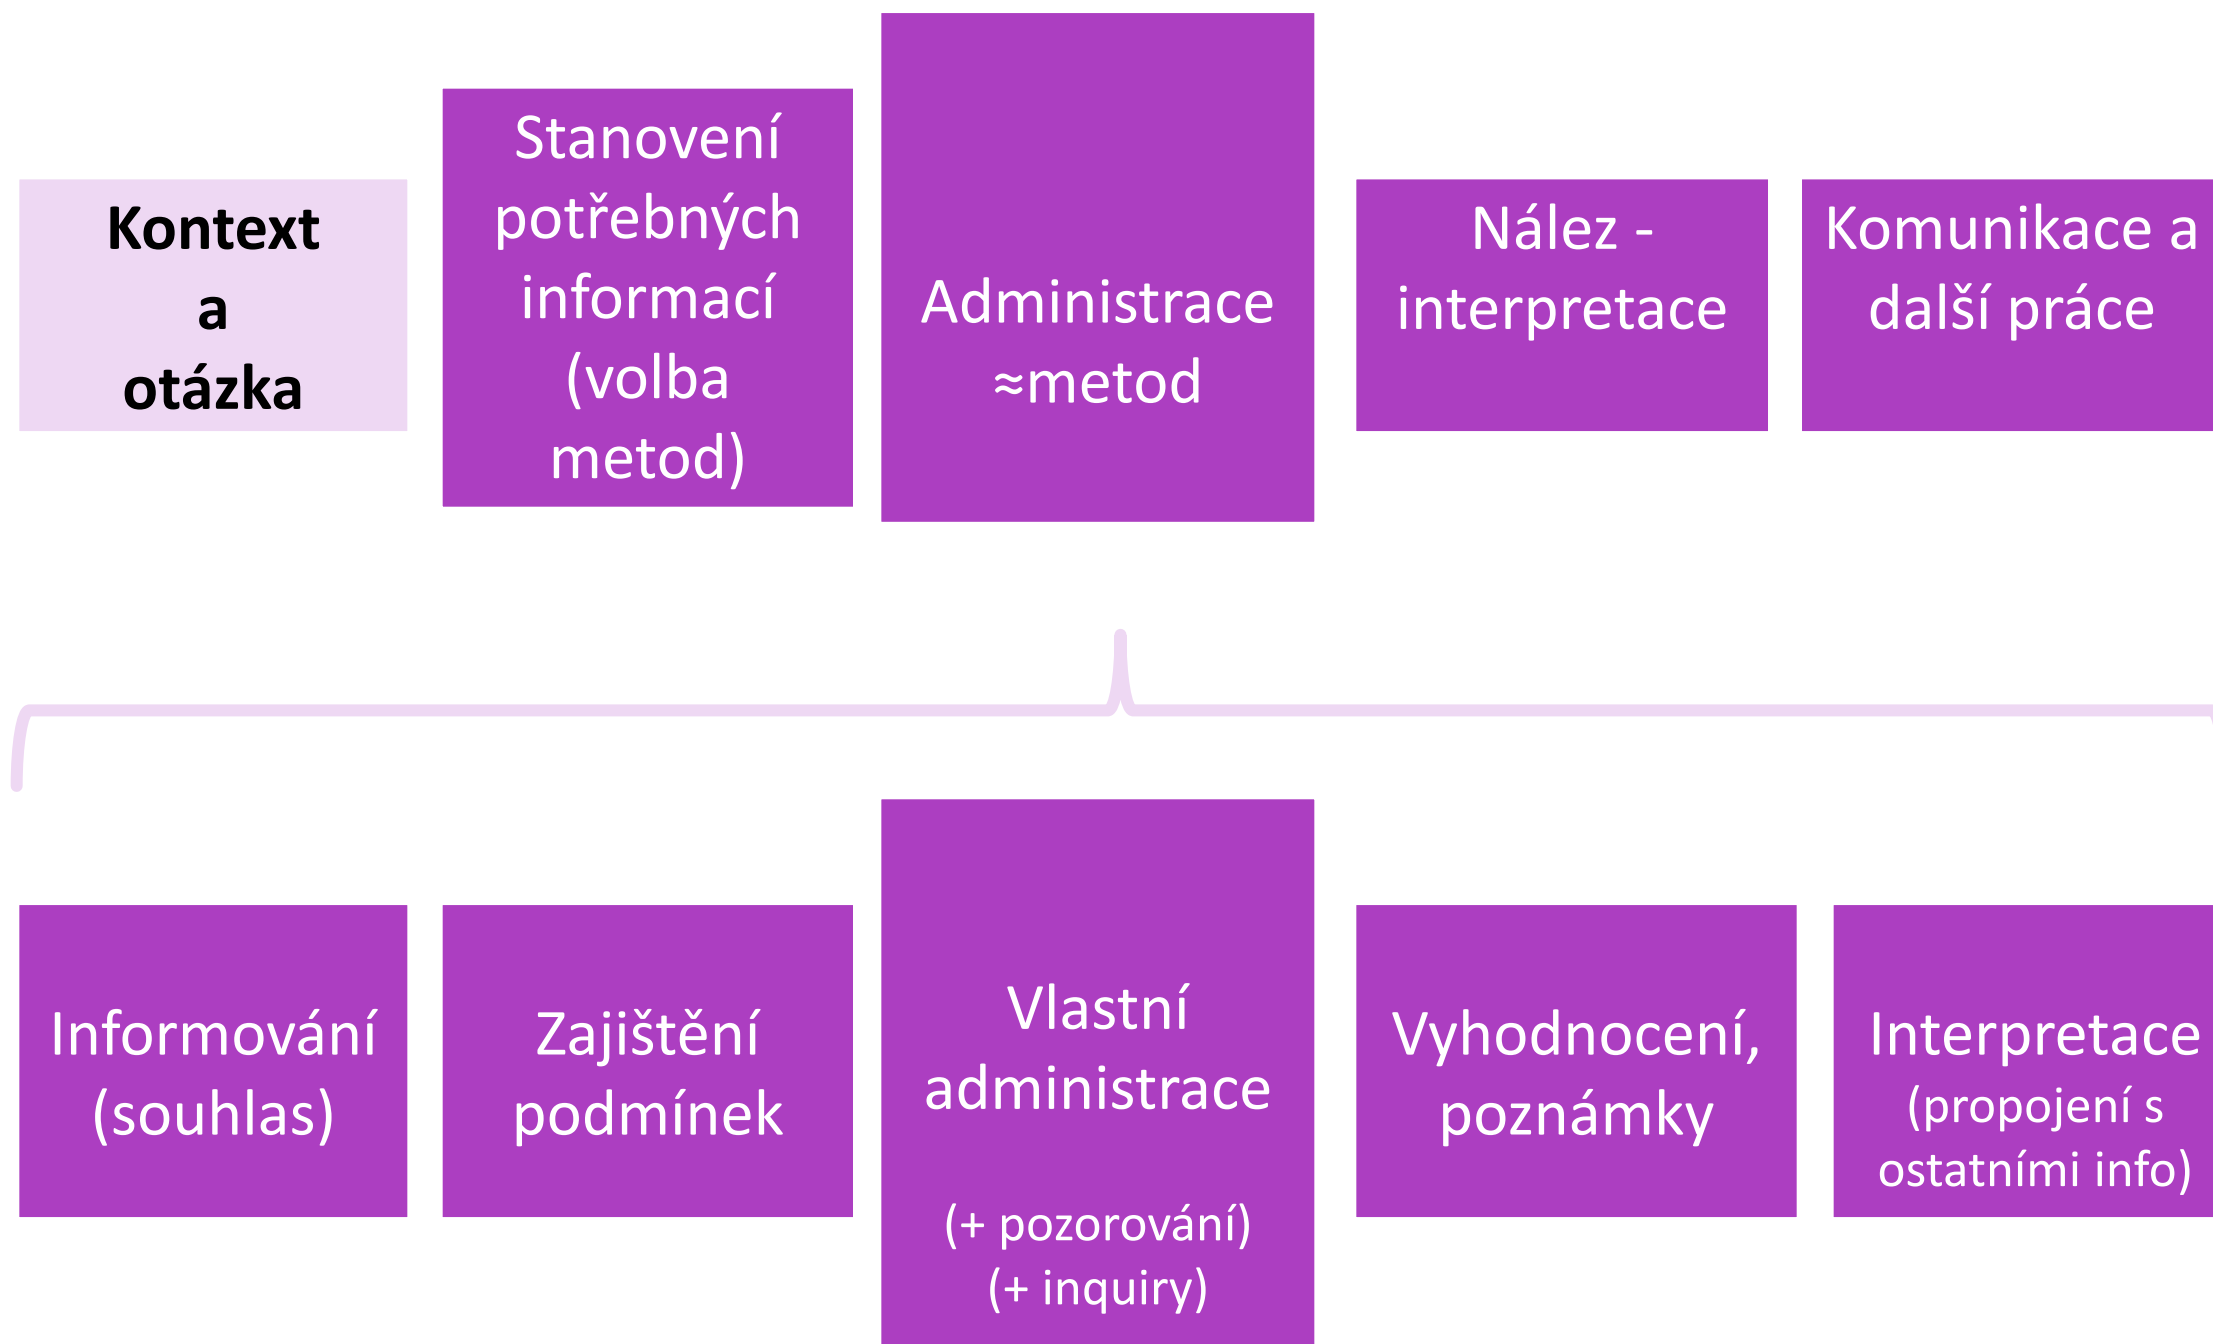 Kontext
a
otázka
Stanovení
potřebných
informací
(volba
metod)
Administrace
≈metod
Nález -
interpretace
Komunikace a
další práce
Informování
(souhlas)
Zajištění
podmínek
Vlastní
administrace
(+ pozorování)
(+ inquiry)
Vyhodnocení,
poznámky
Interpretace
(propojení s
ostatními info)